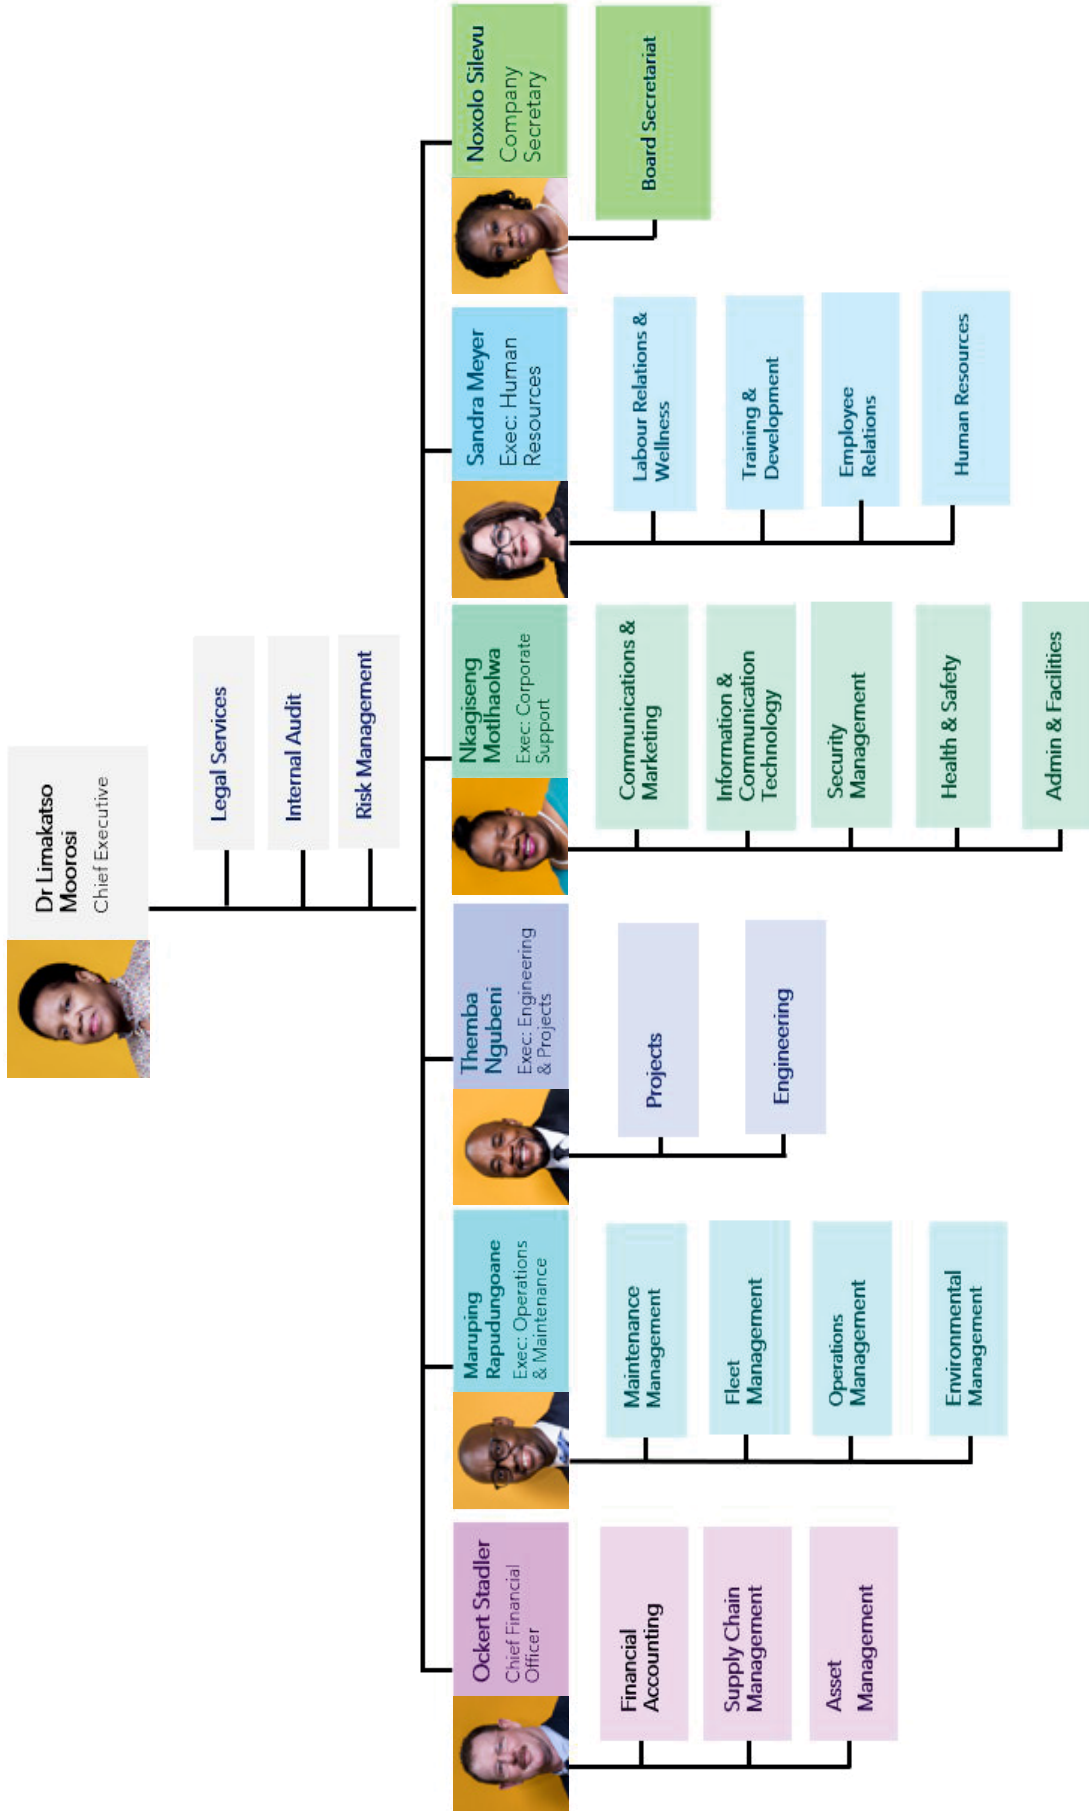 Dr Limakatso
Moorosi
Chief Executive
Legal Services
Internal Audit
Risk Management
Ockert Stadler
Chief Financial
Officer
Financial
Accounting
Supply Chain
Management
Asset
Management
Maruping
Rapudungoane
Exec: Operations
& Maintenance
Maintenance
Management
Fleet
Management
Operations
Management
Environmental
Management
Themba
Ngubeni
Exec: Engineering
& Projects
Projects
Engineering
Nkagiseng
Mothaolwa
Exec: Corporate
Support
Communications &
Marketing
Information &
Communication
Technology
Security
Management
Health & Safety
Admin & Facilities
Sandra Meyer
Exec: Human
Resources
Labour Relations &
Wellness
Training &
Development
Employee
Relations
Human Resources
Noxolo Silevu
Company
Secretary
Board Secretariat